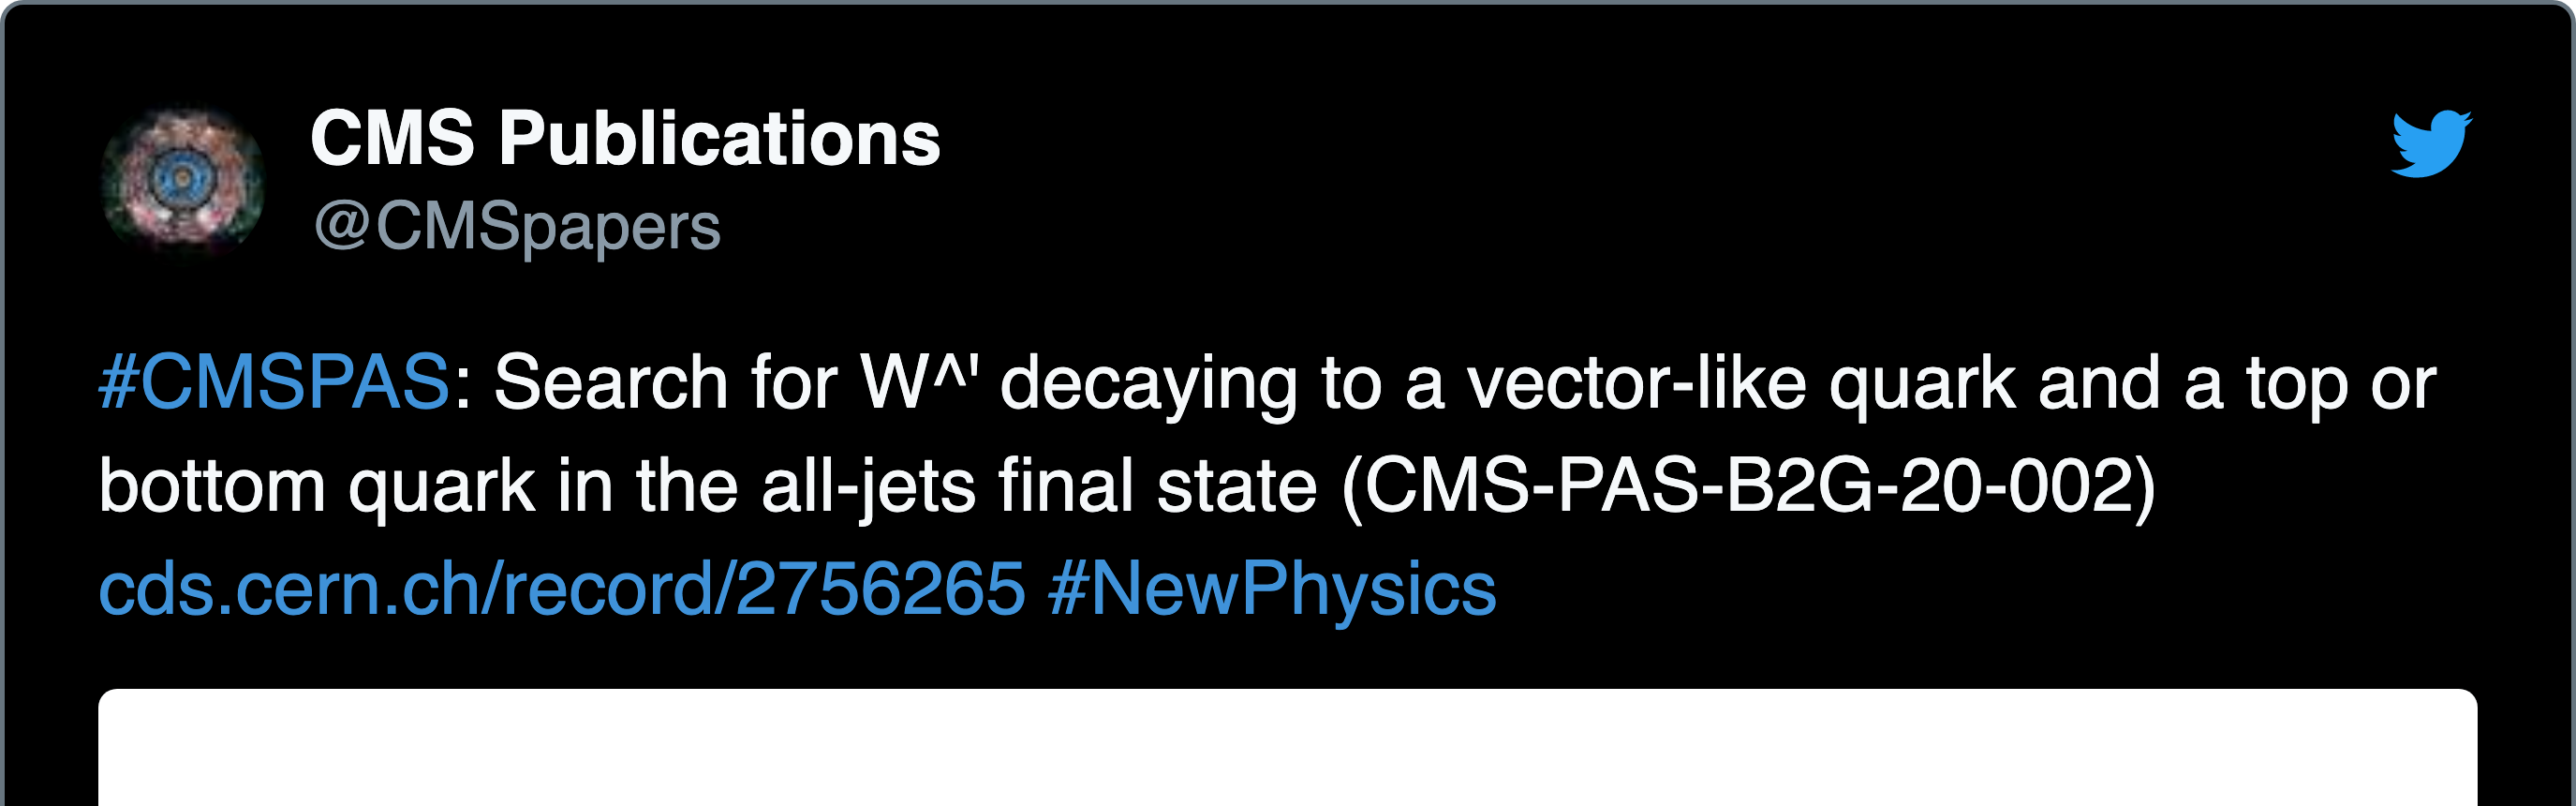 CMS Publications
@CMSpapers
#CMSPAS: Search for W^' decaying to a vector-like quark and a top or
bottom quark in the all-jets final state (CMS-PAS-B2G-20-002)
cds.cern.ch/record/2756265 #NewPhysics